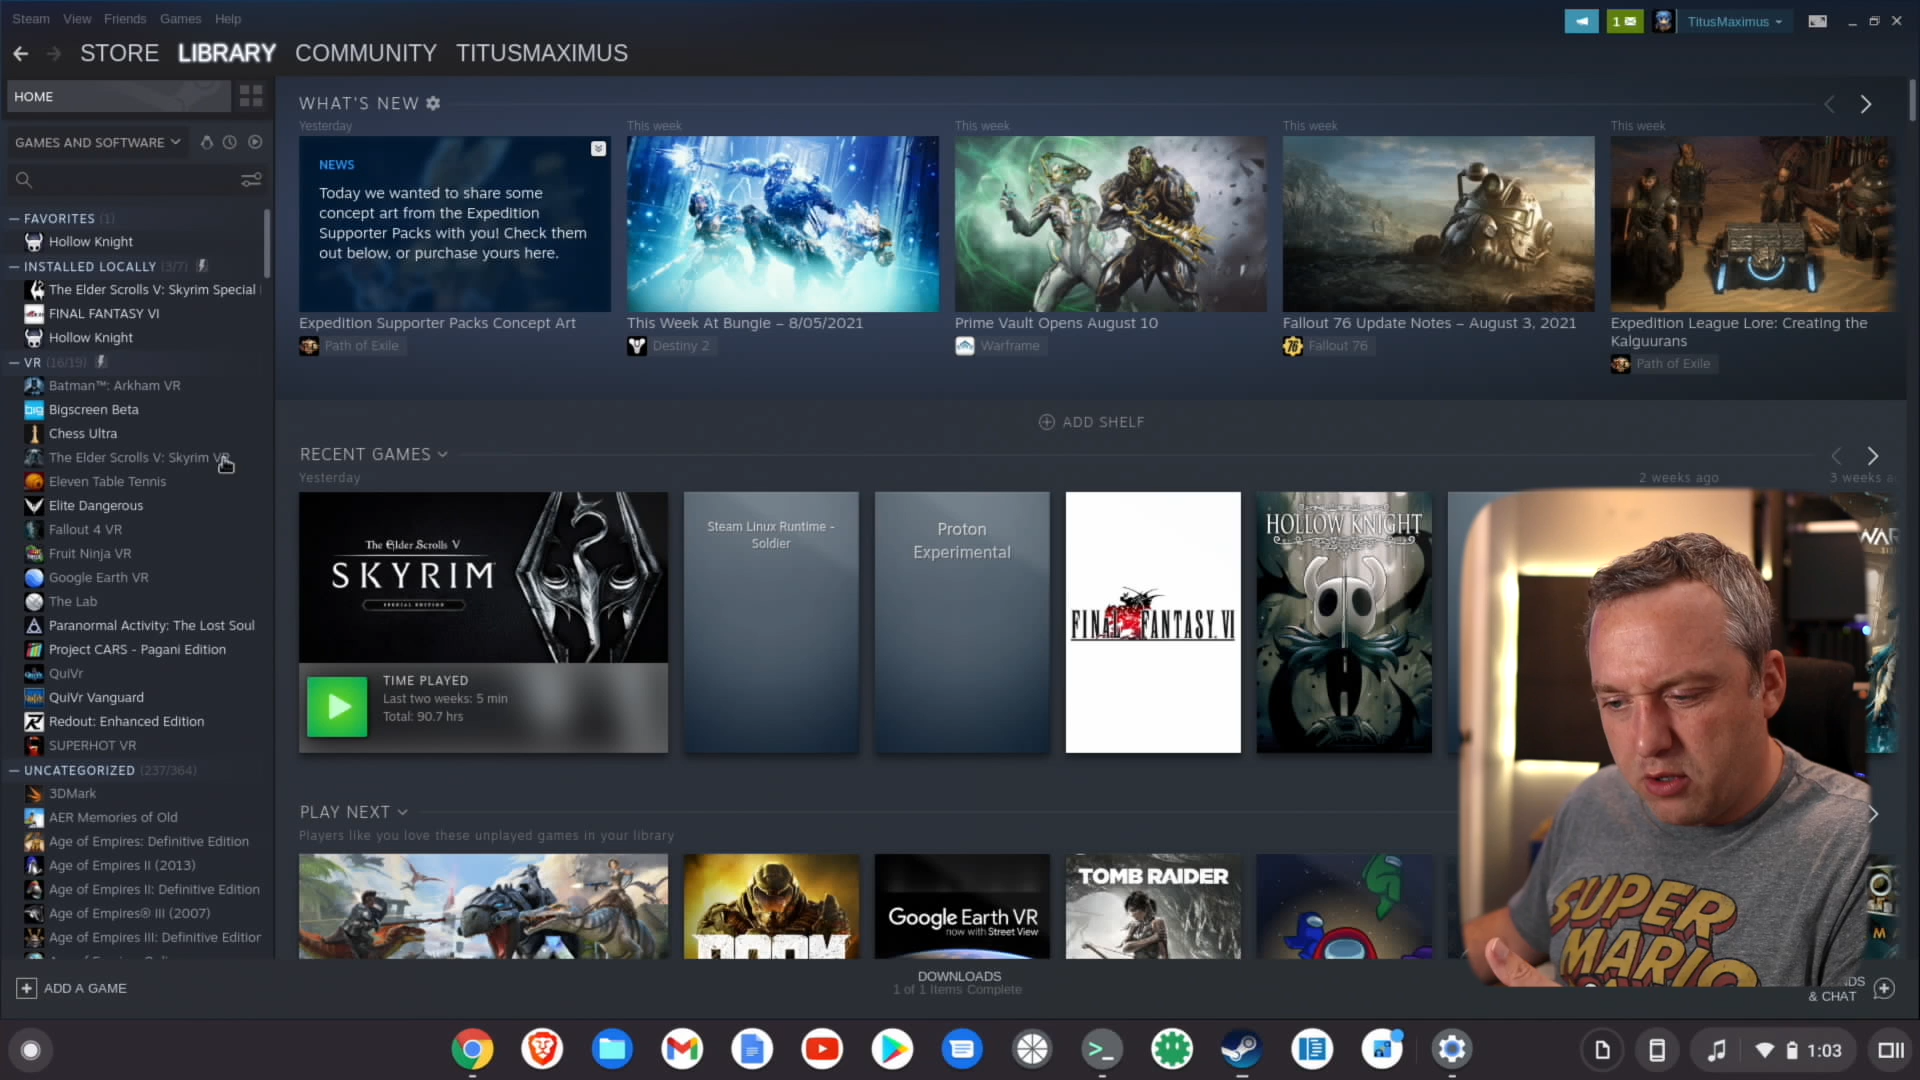 Steam View Friends Games Help
1
TitusMaximus
STORE LIBRARY COMMUNITY TITUSMAXIMUS
HOME
GAMES AND SOFTWARE
FAVORITES (1)
Hollow Knight
INSTALLED LOCALLY (3/7)
The Elder Scrolls V: Skyrim Special
FINAL FANTASY VI
Hollow Knight
VR (16/19)
Batman™: Arkham VR
Bigscreen Beta
Chess Ultra
The Elder Scrolls V: Skyrim VR
Eleven Table Tennis
Elite Dangerous
Fallout 4 VR
Fruit Ninja VR
Google Earth VR
The Lab
Paranormal Activity: The Lost Soul
Project CARS - Pagani Edition
QuiVr
QuiVr Vanguard
Redout: Enhanced Edition
SUPERHOT VR
UNCATEGORIZED (237/364)
3DMark
AER Memories of Old
Age of Empires: Definitive Edition
Age of Empires II (2013)
Age of Empires II: Definitive Edition
Age of Empires® III (2007)
Age of Empires III: Definitive Edition
ADD A GAME
WHAT'S NEW
Yesterday
NEWS
Today we wanted to share some
concept art from the Expedition
Supporter Packs with you! Check them
out below, or purchase yours here.
Expedition Supporter Packs Concept Art
Path of Exile
This week
This Week At Bungie – 8/05/2021
Destiny 2
This week
Prime Vault Opens August 10
Warframe
This week
Fallout 76 Update Notes – August 3, 2021
76 Fallout 76
This week
Expedition League Lore: Creating the
Kalguurans
Path of Exile
ADD SHELF
RECENT GAMES
Yesterday
2 weeks ago
3 weeks a
The Elder Scrolls V
SKYRIM
SPECIAL EDITION
TIME PLAYED
Last two weeks: 5 min
Total: 90.7 hrs
Steam Linux Runtime -
Soldier
Proton
Experimental
FINAL FANTASY VI
HOLLOW KNIGHT
WAR
PLAY NEXT
Players like you love these unplayed games in your library
DOOM
Google Earth VR
now with Street View
TOMB RAIDER
SUPER
MARIO
DOWNLOADS
1 of 1 Items Complete
NDS
& CHAT
1:03